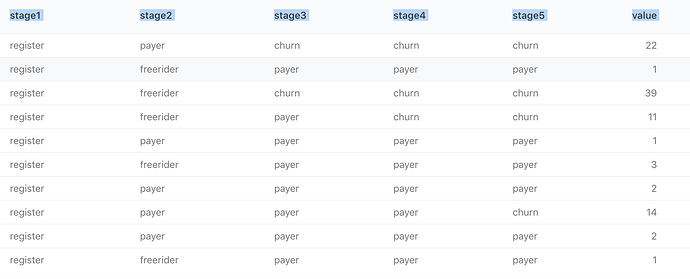 stage1 stage2 stage3 stage4 stage5 value
register payer churn churn churn 22
register freerider payer payer payer 1
register freerider churn churn churn 39
register freerider payer churn churn 11
register payer payer payer payer 1
register freerider payer payer payer 3
register payer payer payer payer 2
register payer payer payer churn 14
register payer payer payer payer 2
register freerider payer payer payer 1